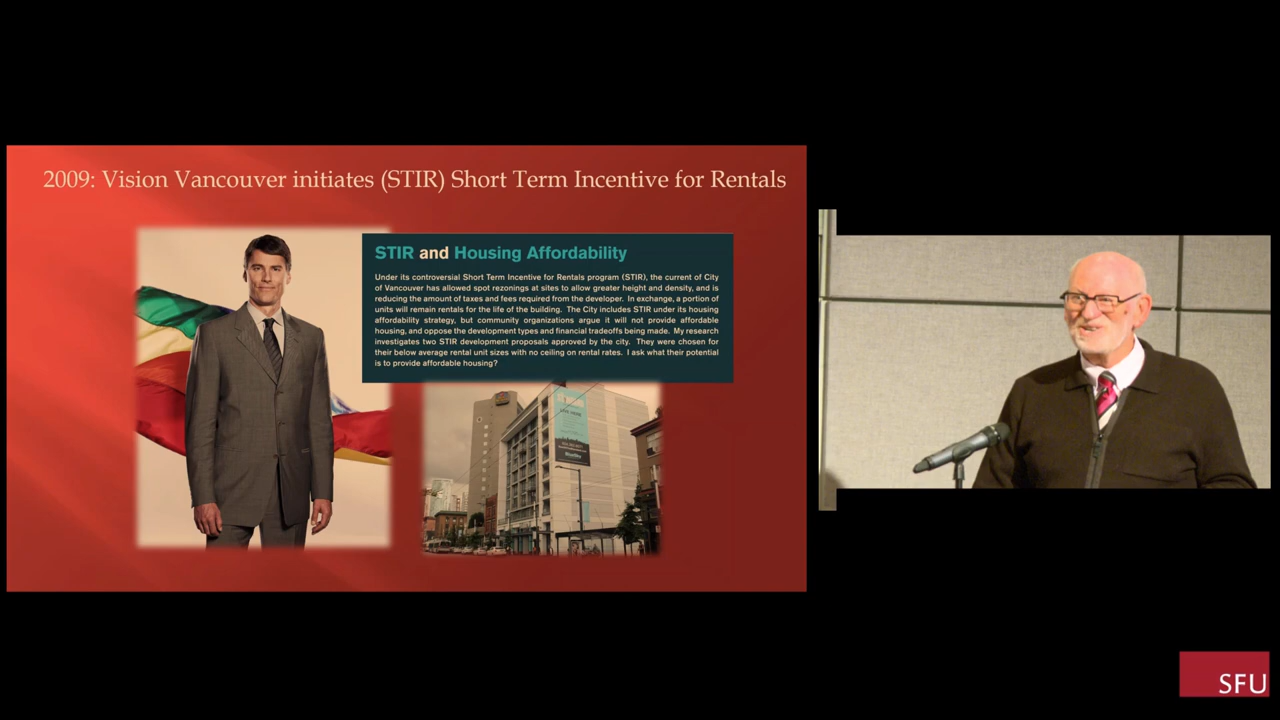 2009: Vision Vancouver initiates (STIR) Short Term Incentive for Rentals
STIR and Housing Affordability
Under its controversial Short Term Incentive for Rentals program (STIR), the current of City
of Vancouver has allowed spot rezonings at sites to allow greater height and density, and is
reducing the amount of taxes and fees required from the developer. In exchange, a portion of
units will remain rentals for the life of the building. The City includes STIR under its housing
affordability strategy, but community organizations argue it will not provide affordable
housing, and oppose the development types and financial tradeoffs being made. My research
investigates two STIR development proposals approved by the city. They were chosen for
their below average rental unit sizes with no ceiling on rental rates. I ask what their potential
is to provide affordable housing?
SFU